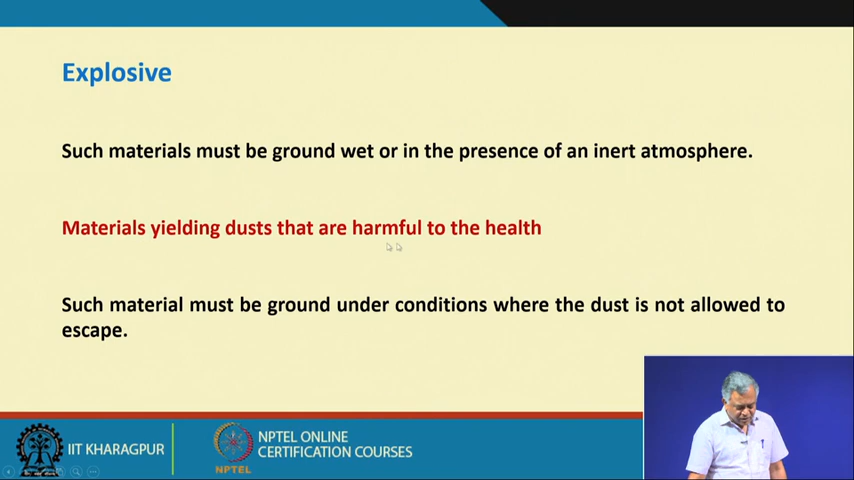 Explosive
Such materials must be ground wet or in the presence of an inert atmosphere.
Materials yielding dusts that are harmful to the health
Such material must be ground under conditions where the dust is not allowed to
escape.
IIT KHARAGPUR
NPTEL
NPTEL ONLINE
CERTIFICATION COURSES